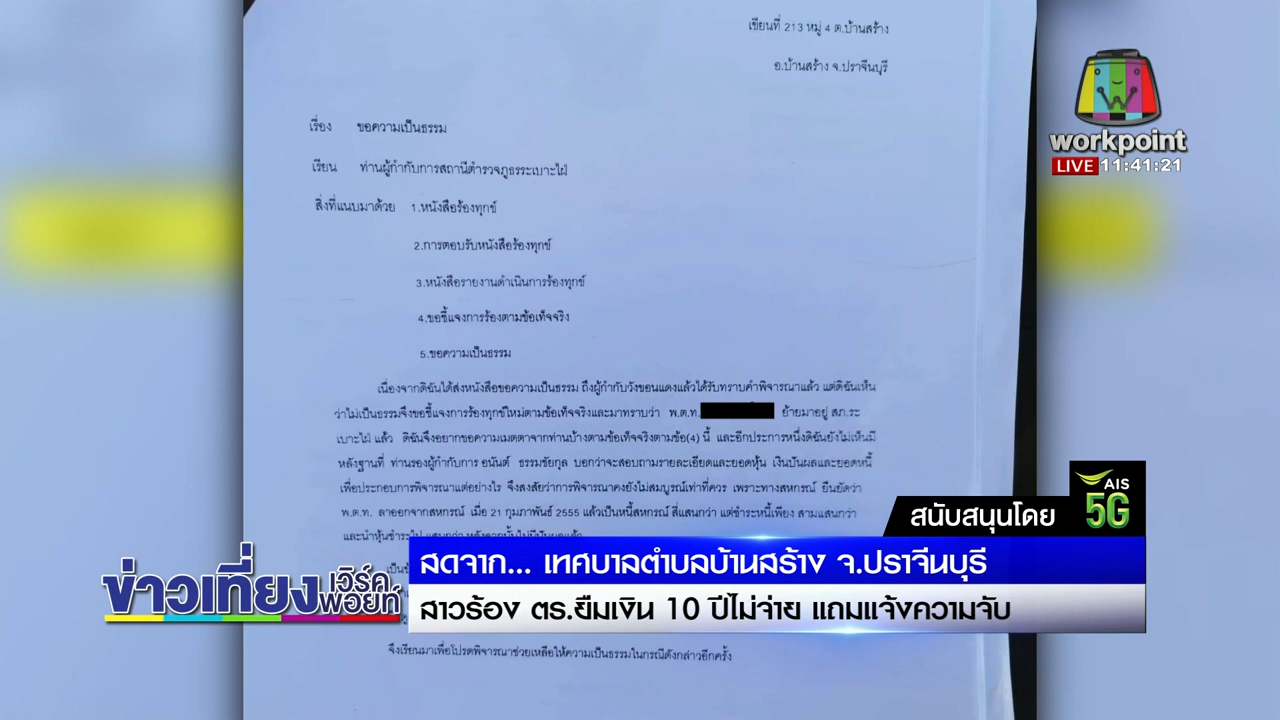 เขียนที่ 213 หมู่ 4 ต.บ้านสร้าง
อ.บ้านสร้าง จ.ปราจีนบุรี
workpoint
LIVE 11:41:21
เรื่อง ขอความเป็นธรรม
เรียน ท่านผู้กำกับการสถานีตำรวจภูธรระเบาะไผ่
สิ่งที่แนบมาด้วย 1.หนังสือร้องทุกข์
2.การตอบรับหนังสือร้องทุกข์
3.หนังสือรายงานดำเนินการร้องทุกข์
4.ขอชี้แจงการร้องตามข้อเท็จจริง
5.ขอความเป็นธรรม
เนื่องจากดิฉันได้ส่งหนังสือขอความเป็นธรรม ถึงผู้กำกับวังขอนแดงแล้วได้รับทราบคำพิจารณาแล้ว แต่ดิฉันเห็น
ว่าไม่เป็นธรรมจึงขอชี้แจงการร้องทุกข์ใหม่ตามข้อเท็จจริงและมาทราบว่า พ.ต.ท. ย้ายมาอยู่ สภ.ระ
เบาะไผ่ แล้ว ดิฉันจึงอยากขอความเมตตาจากท่านบ้างตามข้อเท็จจริงตามข้อ(4) นี้ และอีกประการหนึ่งดิฉันยังไม่เห็นมี
หลังฐานที่ ท่านรองผู้กำกับการ อนันต์ ธรรมชัยกุล บอกว่าจะสอบถามรายละเอียดและยอดหุ้น เงินปันผลและยอดหนี้
เพื่อประกอบการพิจารณาแต่อย่างไร จึงสงสัยว่าการพิจารณาคงยังไม่สมบูรณ์เท่าที่ควร เพราะทางสหกรณ์ ยืนยัดว่า
พ.ต.ท. ลาออกจากสหกรณ์ เมื่อ 21 กุมภาพันธ์ 2555 แล้วเป็นหนี้สหกรณ์ สี่แสนกว่า แต่ชำระหนี้เพียง สามแสนกว่า
และนำหุ้นชำระไป
สนับสนุนโดย AIS 5G
ข่าวเที่ยง เวิร์คพอยท์
สดจาก... เทศบาลตำบลบ้านสร้าง จ.ปราจีนบุรี
สาวร้อง ตร.ยืมเงิน 10 ปีไม่จ่าย แถมแจ้งความจับ
จึงเรียนมาเพื่อโปรดพิจารณาช่วยเหลือให้ความเป็นธรรมในกรณีดังกล่าวอีกครั้ง